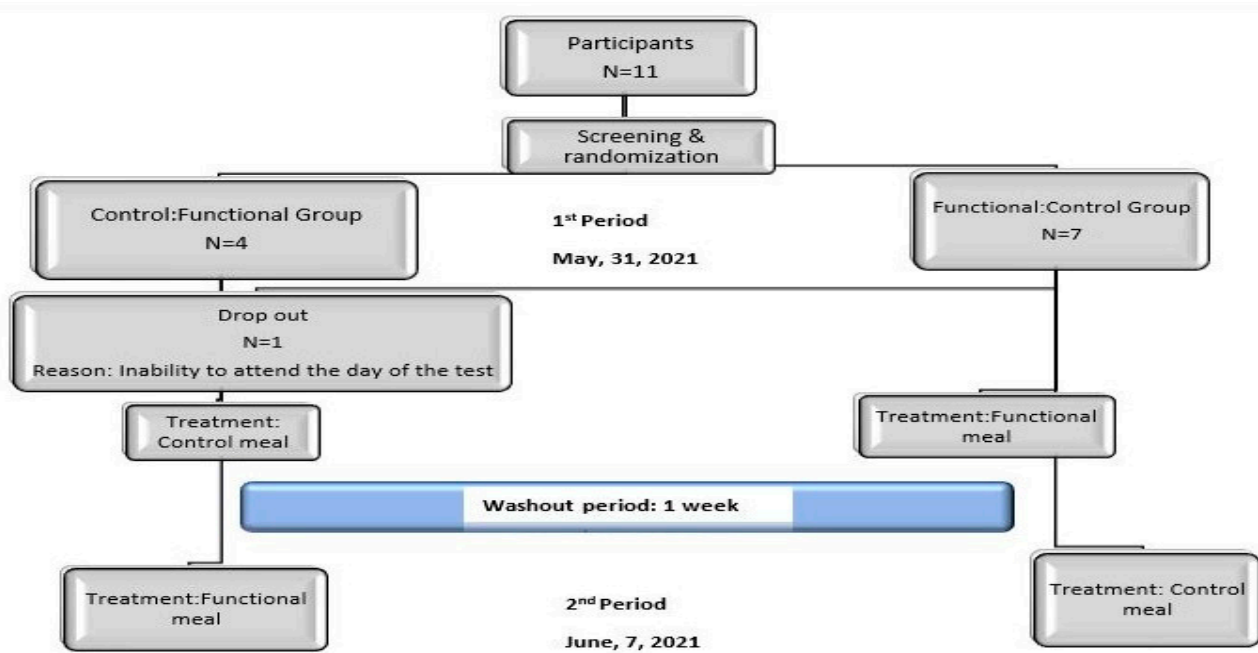 Participants
N=11
Screening &
randomization
Control:Functional Group
N=4
1st Period
May, 31, 2021
Functional:Control Group
N=7
Drop out
N=1
Reason: Inability to attend the day of the test
Treatment:
Control meal
Treatment:Functional
meal
Washout period: 1 week
Treatment:Functional
meal
2nd Period
June, 7, 2021
Treatment: Control
meal